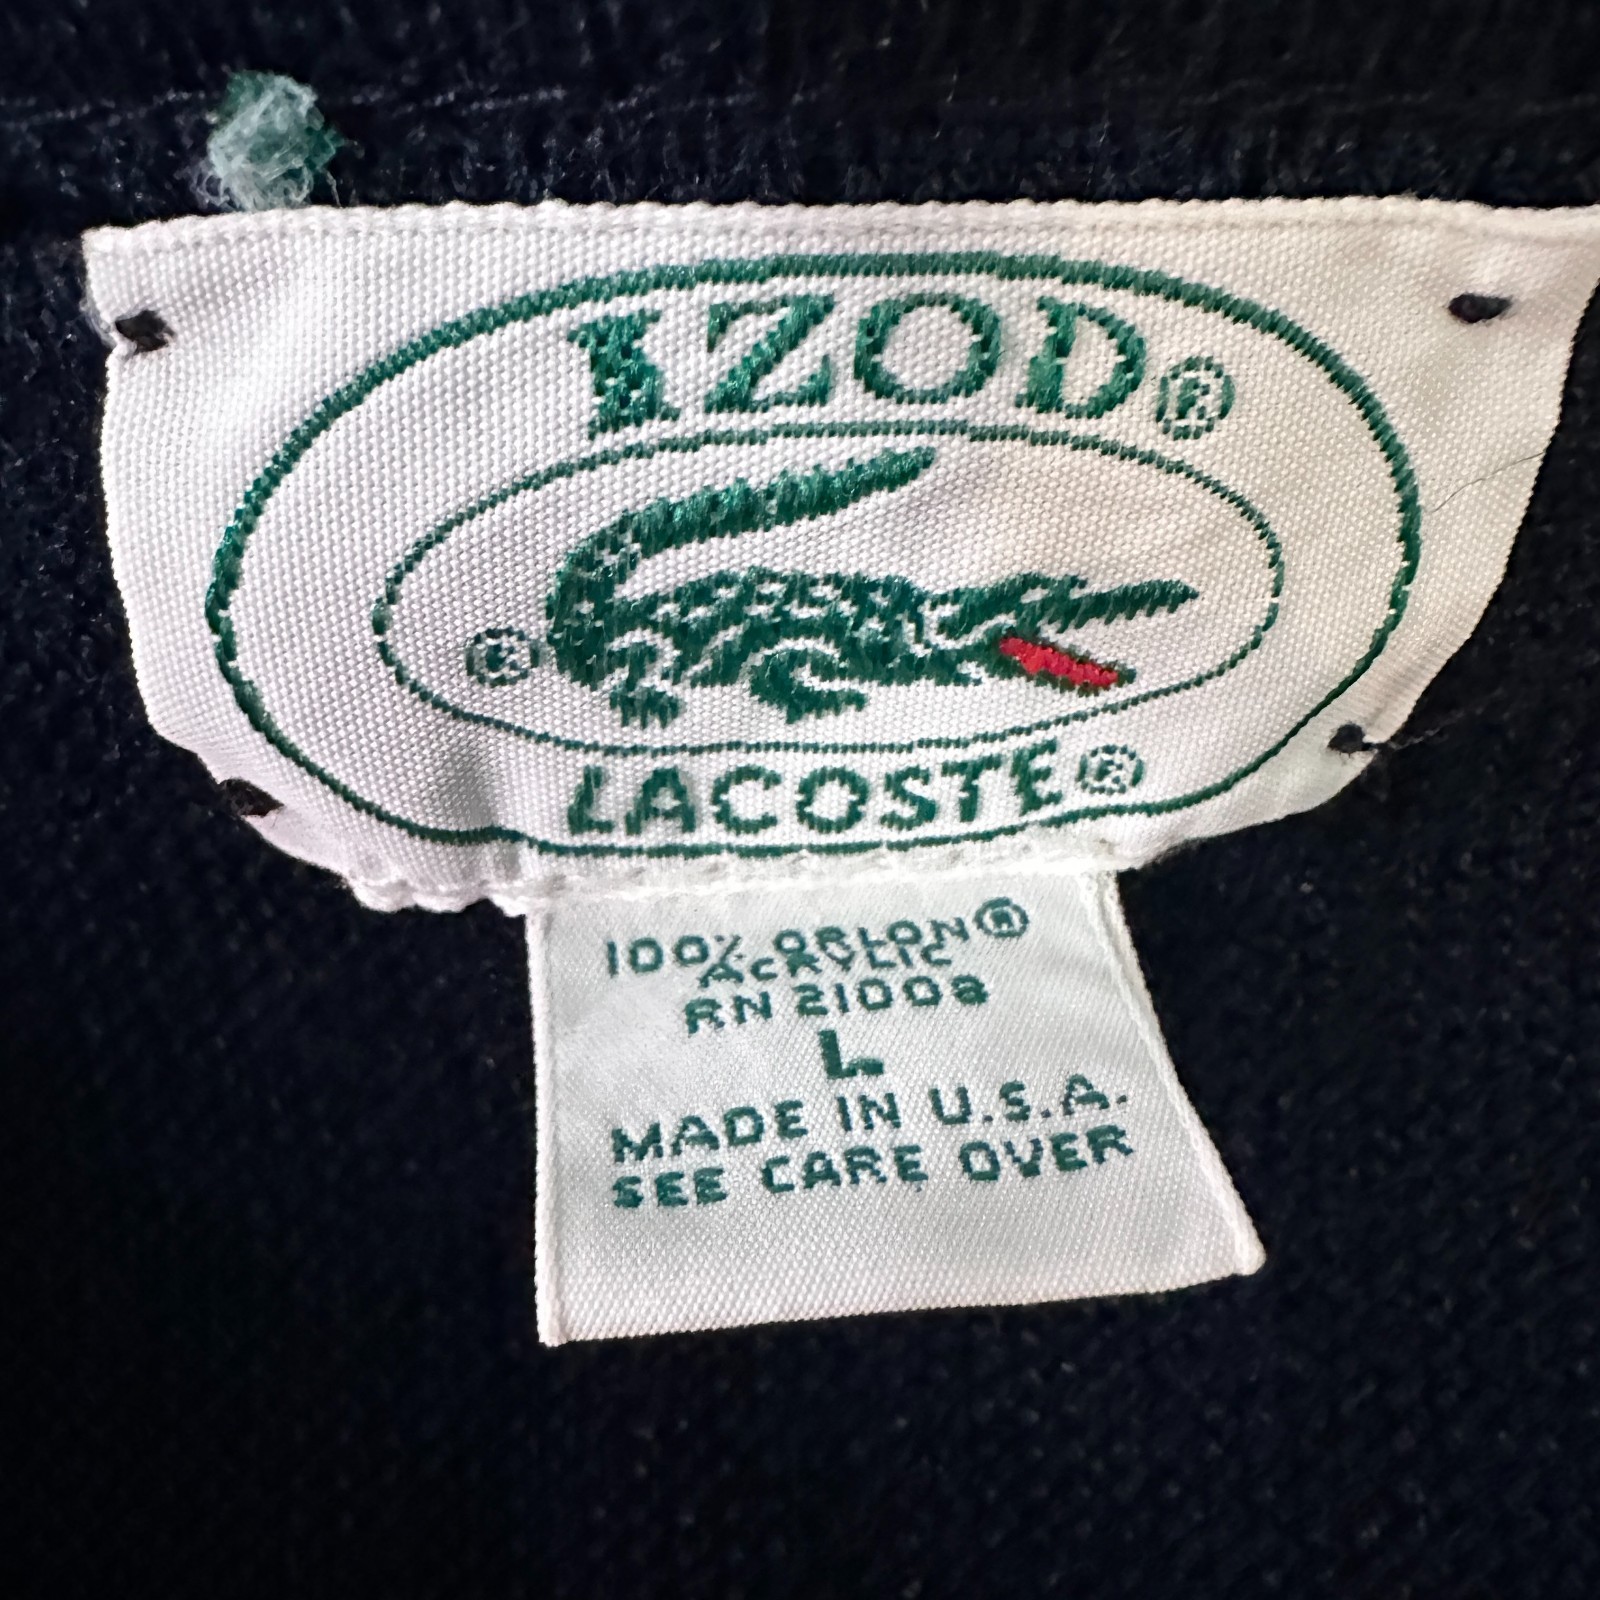 IZOD®
®
LACOSTE®
100% ORLON®
ACRYLIC
RN 21008
L
MADE IN U.S.A.
SEE CARE OVER